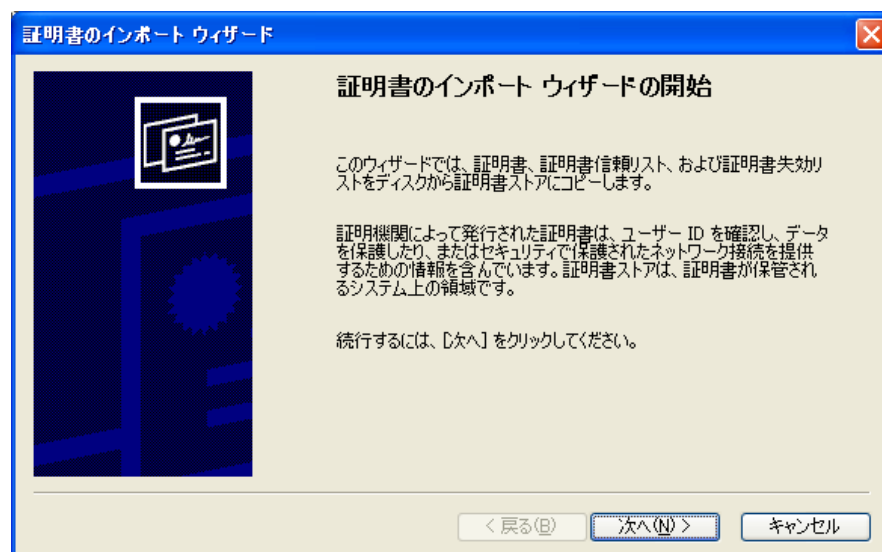 証明書のインポート ウィザード
証明書のインポート ウィザードの開始
このウィザードでは、証明書、証明書信頼リスト、および証明書失効リ
ストをディスクから証明書ストアにコピーします。
証明機関によって発行された証明書は、ユーザー ID を確認し、データ
を保護したり、またはセキュリティで保護されたネットワーク接続を提供
するための情報を含んでいます。証明書ストアは、証明書が保管され
るシステム上の領域です。
続行するには、[次へ] をクリックしてください。
< 戻る(B) 次へ(N) > キャンセル